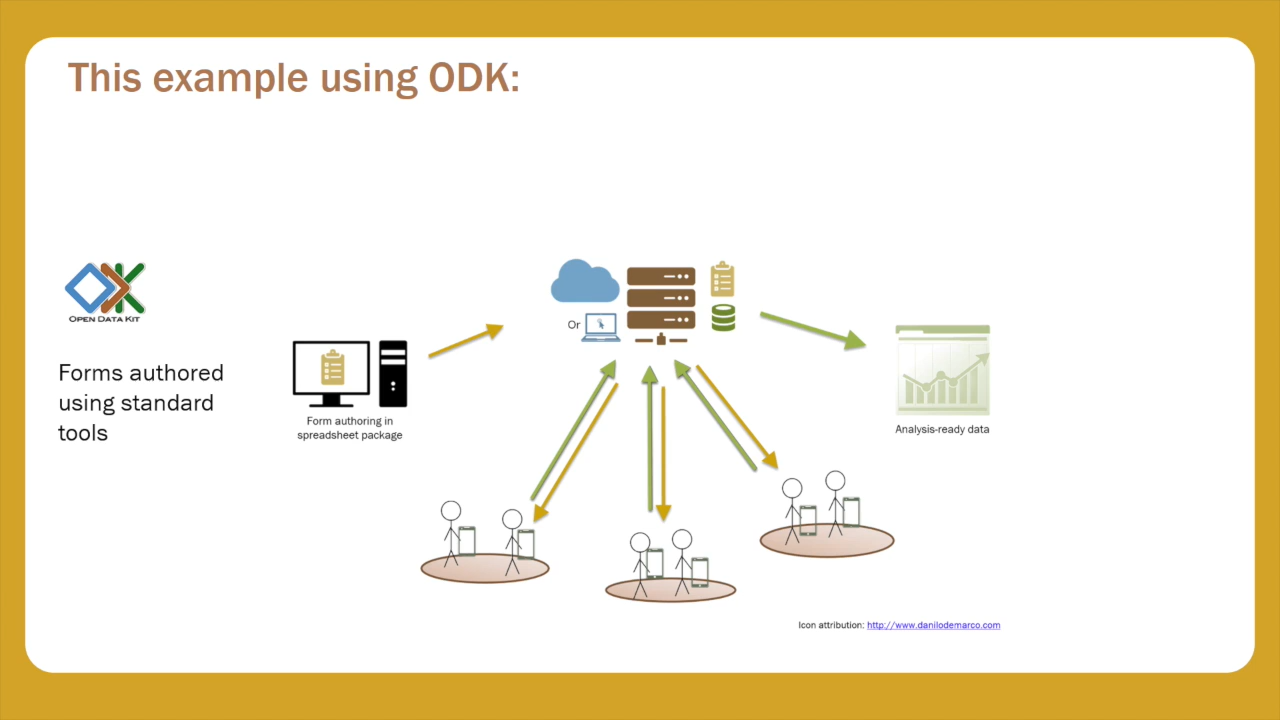 This example using ODK:
OPEN DATA KIT
Forms authored
using standard
tools
Or
Form authoring in
spreadsheet package
Analysis-ready data
Icon attribution: http://www.danilodemarco.com